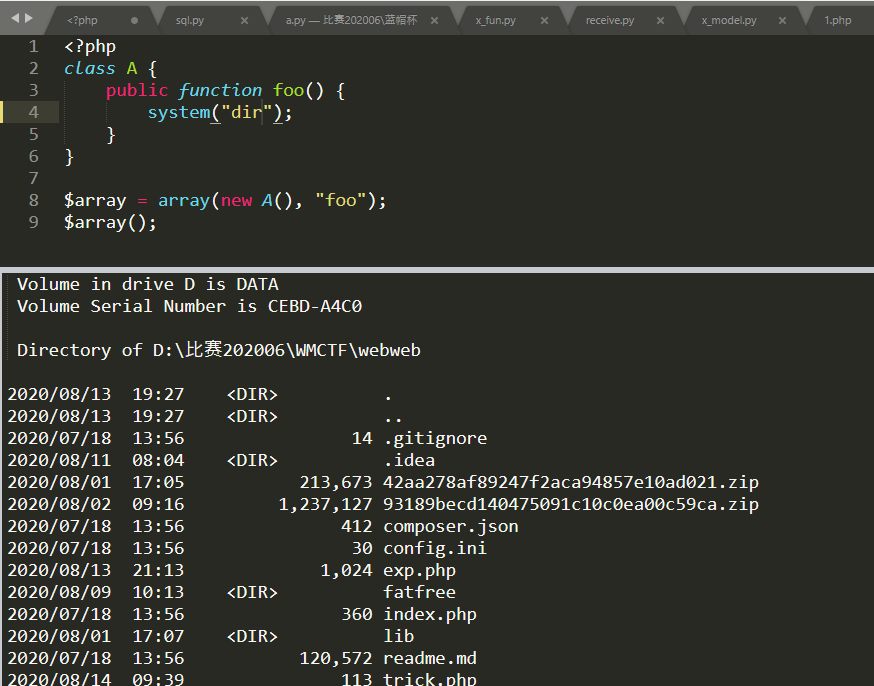 <?php sql.py a.py — 比赛202006\蓝帽杯 x_fun.py receive.py x_model.py 1.php
1 <?php
2 class A {
3 public function foo() {
4 system("dir");
5 }
6 }
7
8 $array = array(new A(), "foo");
9 $array();
Volume in drive D is DATA
Volume Serial Number is CEBD-A4C0
Directory of D:\比赛202006\WMCTF\webweb
2020/08/13 19:27 <DIR> .
2020/08/13 19:27 <DIR> ..
2020/07/18 13:56 14 .gitignore
2020/08/11 08:04 <DIR> .idea
2020/08/01 17:05 213,673 42aa278af89247f2aca94857e10ad021.zip
2020/08/02 09:16 1,237,127 93189becd140475091c10c0ea00c59ca.zip
2020/07/18 13:56 412 composer.json
2020/07/18 13:56 30 config.ini
2020/08/13 21:13 1,024 exp.php
2020/08/09 10:13 <DIR> fatfree
2020/07/18 13:56 360 index.php
2020/08/01 17:07 <DIR> lib
2020/07/18 13:56 120,572 readme.md
2020/08/14 09:39 113 trick.php